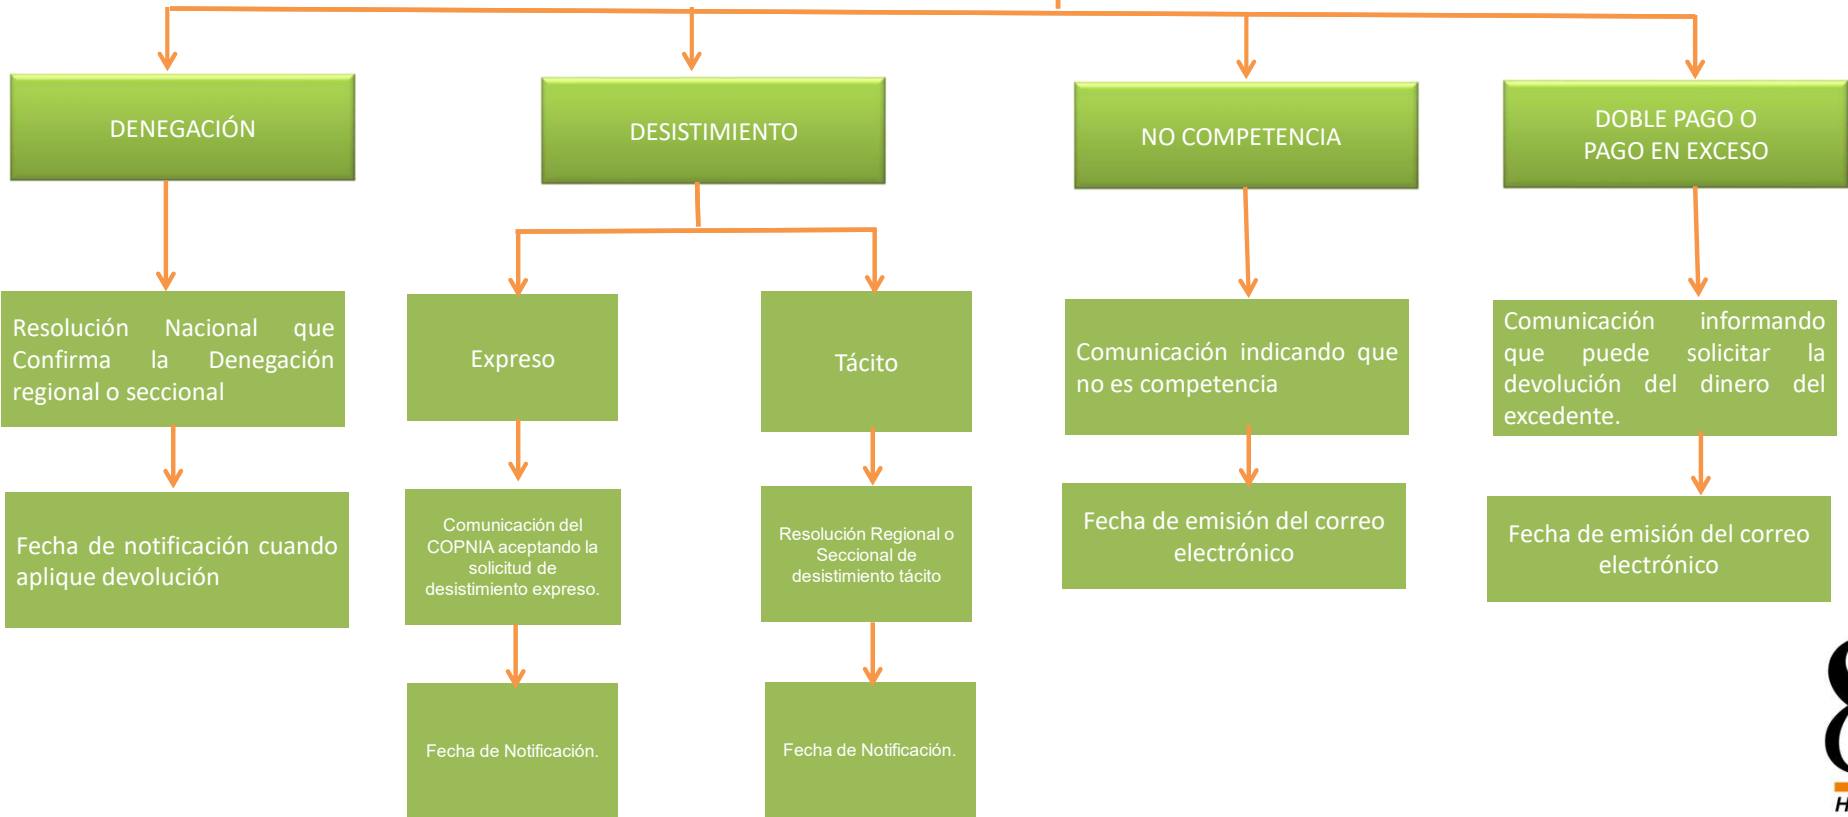 DENEGACIÓN
DESISTIMIENTO
NO COMPETENCIA
DOBLE PAGO O
PAGO EN EXCESO
Resolución Nacional que
Confirma la Denegación
regional o seccional
Expreso
Tácito
Comunicación indicando que
no es competencia
Comunicación informando
que puede solicitar la
devolución del dinero del
excedente.
Fecha de notificación cuando
aplique devolución
Comunicación del
COPNIA aceptando la
solicitud de
desistimiento expreso.
Resolución Regional o
Seccional de
desistimiento tácito
Fecha de emisión del correo
electrónico
Fecha de emisión del correo
electrónico
Fecha de Notificación.
Fecha de Notificación.
8
H